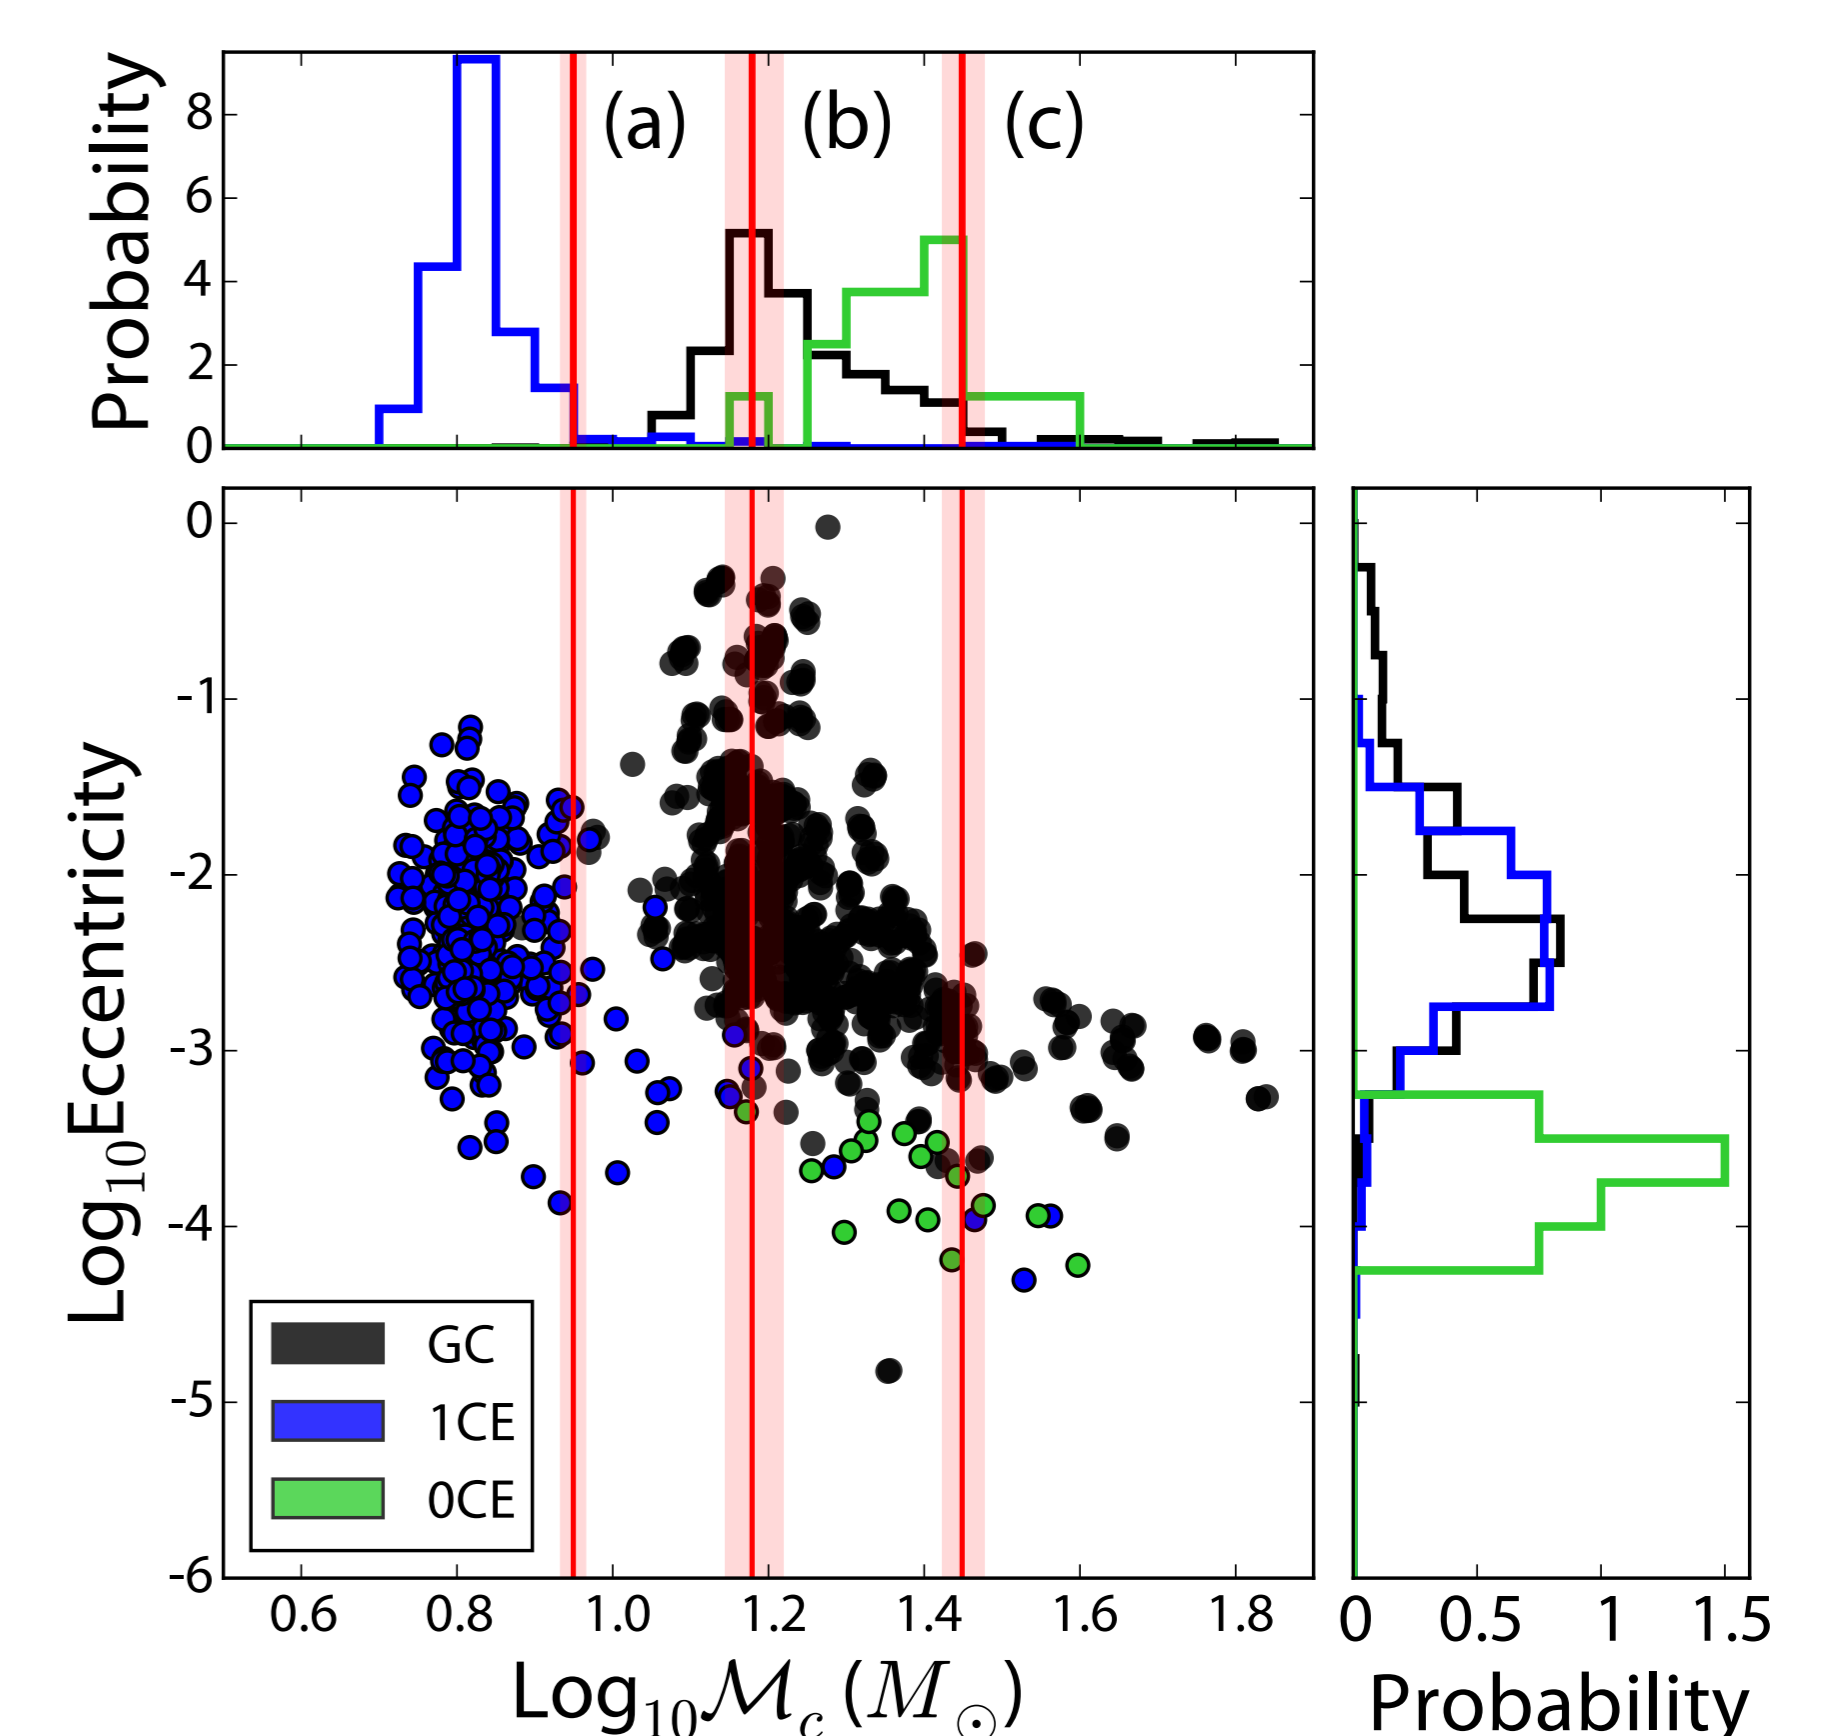 Probability
8
6
4
2
0
(a) (b) (c)
Log₁₀Eccentricity
0
-1
-2
-3
-4
-5
-6
GC
1CE
0CE
0.6 0.8 1.0 1.2 1.4 1.6 1.8
Log₁₀ℳ_c (M_⊙)
0 0.5 1 1.5
Probability